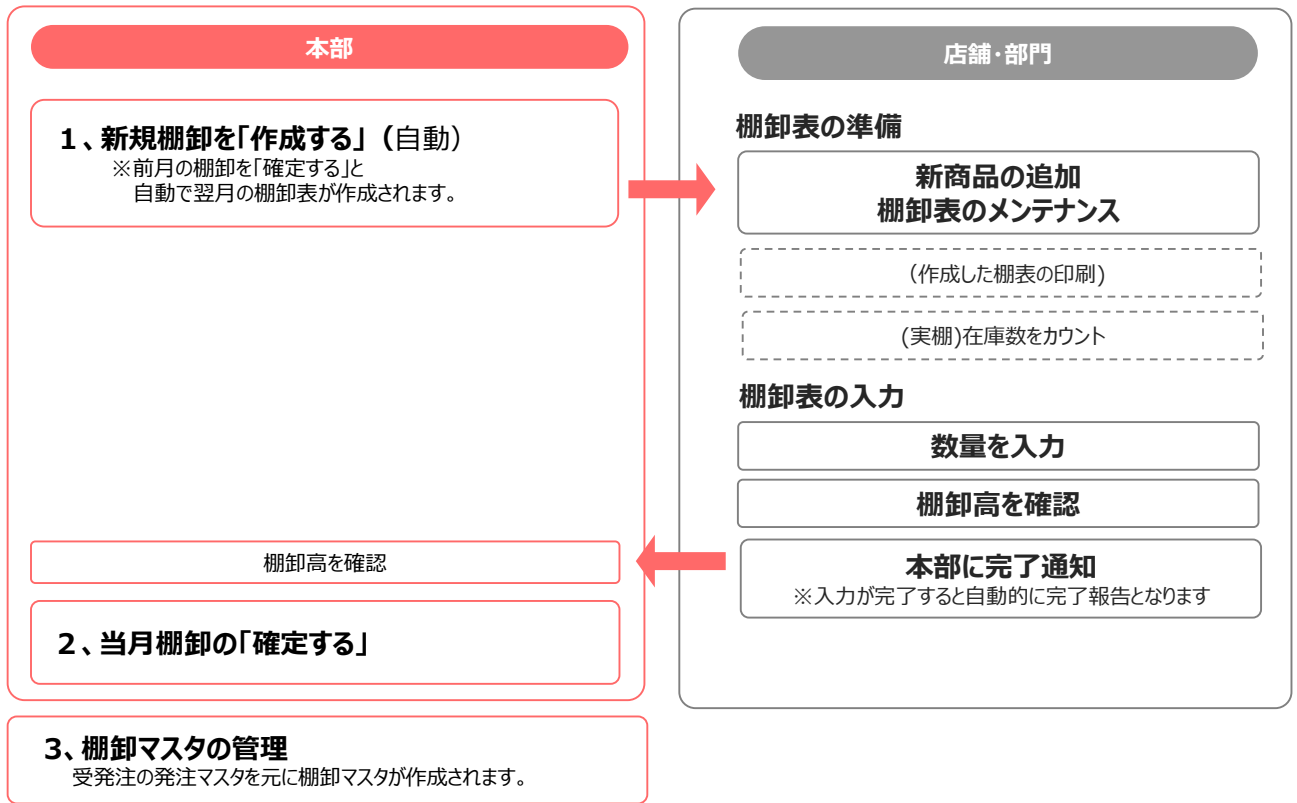 本部
1、新規棚卸を「作成する」（自動）
※前月の棚卸を「確定する」と
自動で翌月の棚卸表が作成されます。
棚卸高を確認
2、当月棚卸の「確定する」
3、棚卸マスタの管理
受発注の発注マスタを元に棚卸マスタが作成されます。
店舗・部門
棚卸表の準備
新商品の追加
棚卸表のメンテナンス
(作成した棚表の印刷)
(実棚)在庫数をカウント
棚卸表の入力
数量を入力
棚卸高を確認
本部に完了通知
※入力が完了すると自動的に完了報告となります